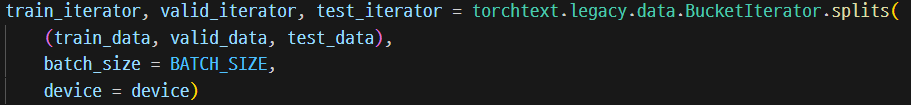 train_iterator, valid_iterator, test_iterator = torchtext.legacy.data.BucketIterator.splits(
    (train_data, valid_data, test_data),
    batch_size = BATCH_SIZE,
    device = device)